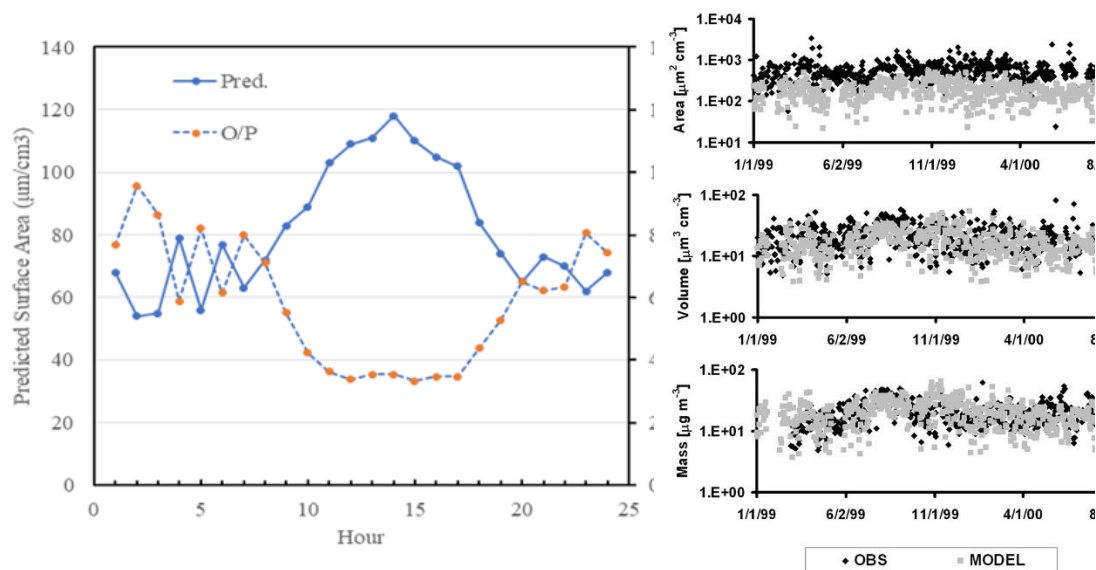 140
120
100
80
60
40
20
0
Predicted Surface Area (μm/cm3)
Pred.
O/P
0 5 10 15 20 25
Hour
1.E+04
1.E+03
1.E+02
1.E+01
Area [μm² cm⁻³]
1/1/99 6/2/99 11/1/99 4/1/00
1.E+02
1.E+01
1.E+00
Volume [μm³ cm⁻³]
1/1/99 6/2/99 11/1/99 4/1/00
1.E+02
1.E+01
1.E+00
Mass [μg m⁻³]
1/1/99 6/2/99 11/1/99 4/1/00
OBS MODEL